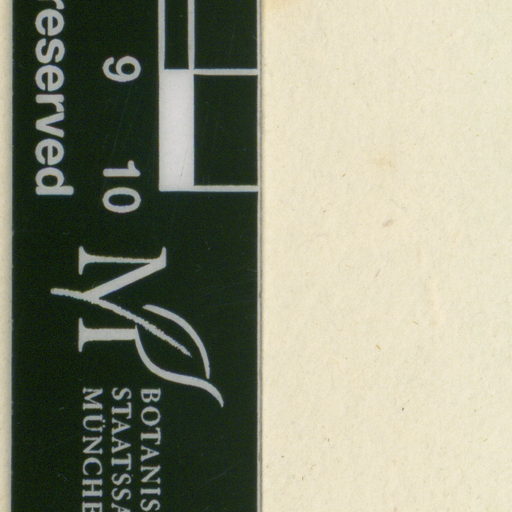 reserved
9 10
M
BOTANIS
STAATSSA
MÜNCHE